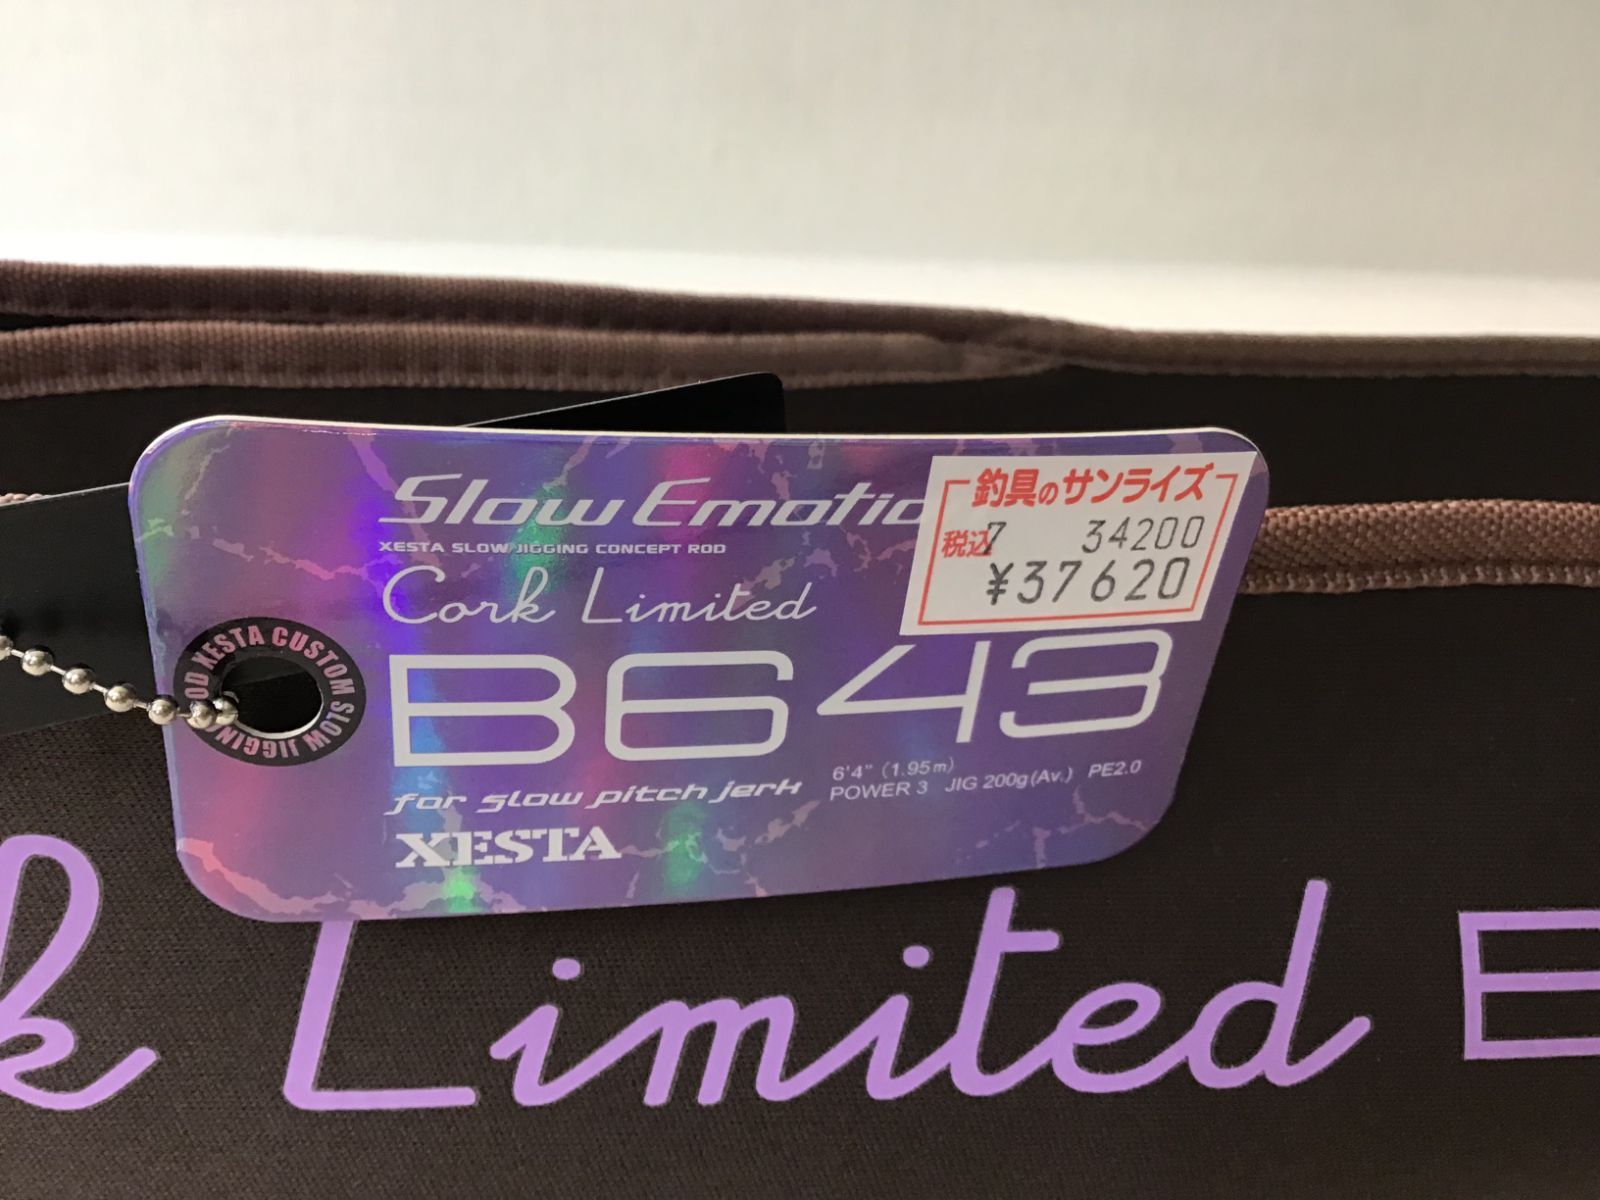 Slow Emotio
XESTA SLOW JIGGING CONCEPT ROD
Cork Limited
釣具のサンライズ
税込7 34200
¥37620
XESTA CUSTOM SLOW JIGGING ROD
B643
for slow pitch jerk
6'4" (1.95m)
POWER 3 JIG 200g(Av.) PE2.0
XESTA
k Limited B